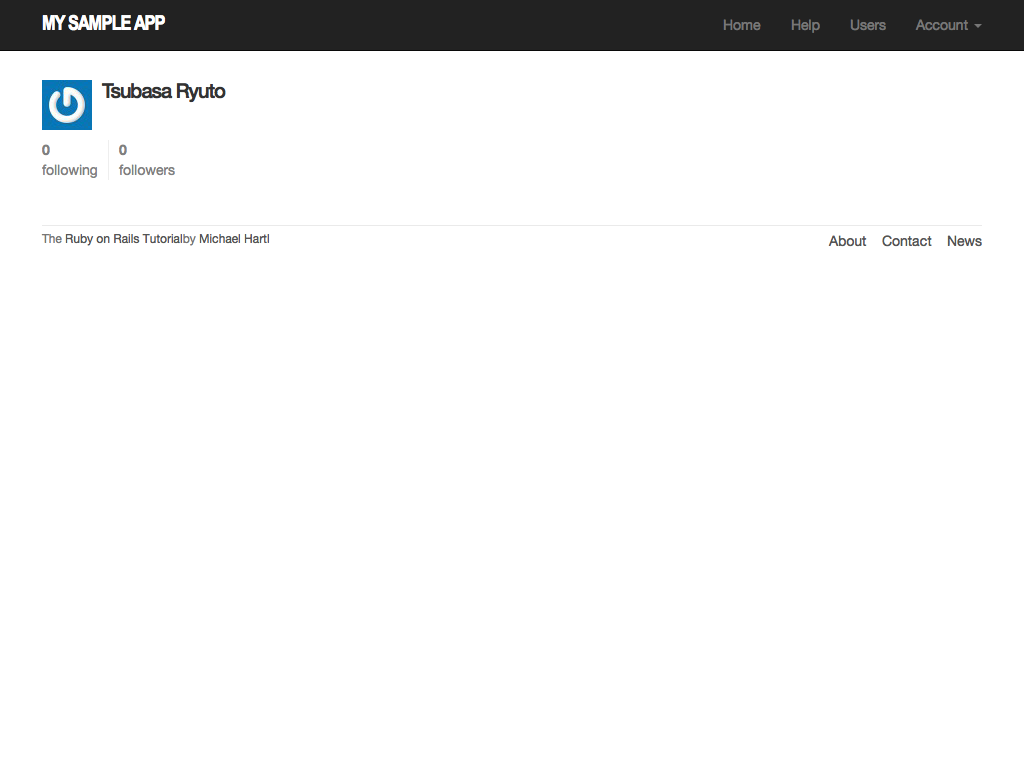 MY SAMPLE APP
Home Help Users Account
Tsubasa Ryuto
0 0
following followers
The Ruby on Rails Tutorialby Michael Hartl
About Contact News